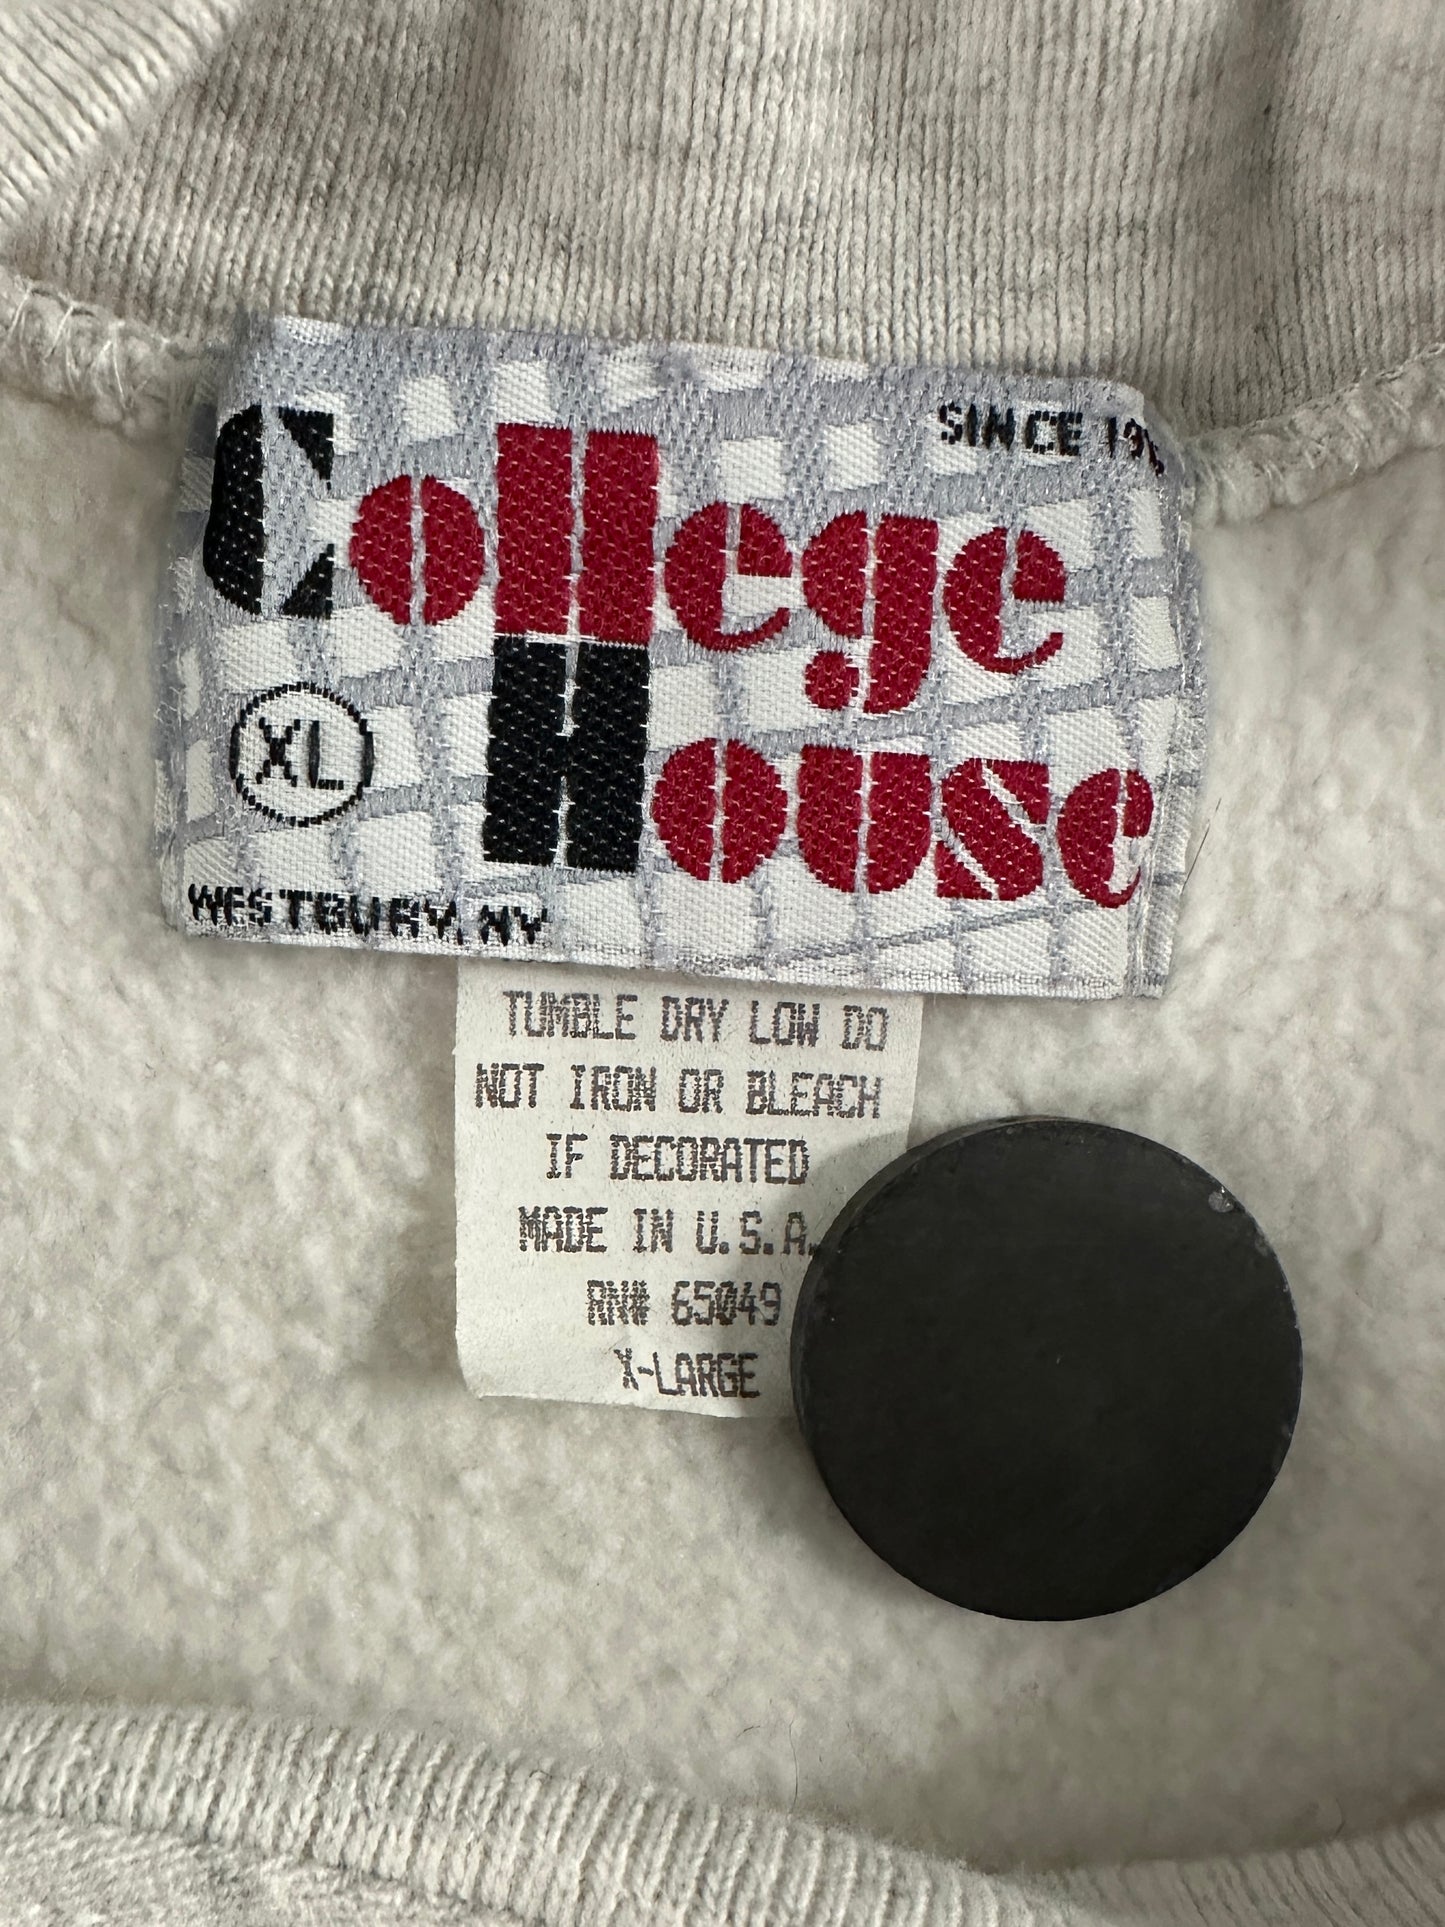 SINCE
College
House
XL
WESTBURY, NY
TUMBLE DRY LOW DO
NOT IRON OR BLEACH
IF DECORATED
MADE IN U.S.A.
RN# 65049
X-LARGE